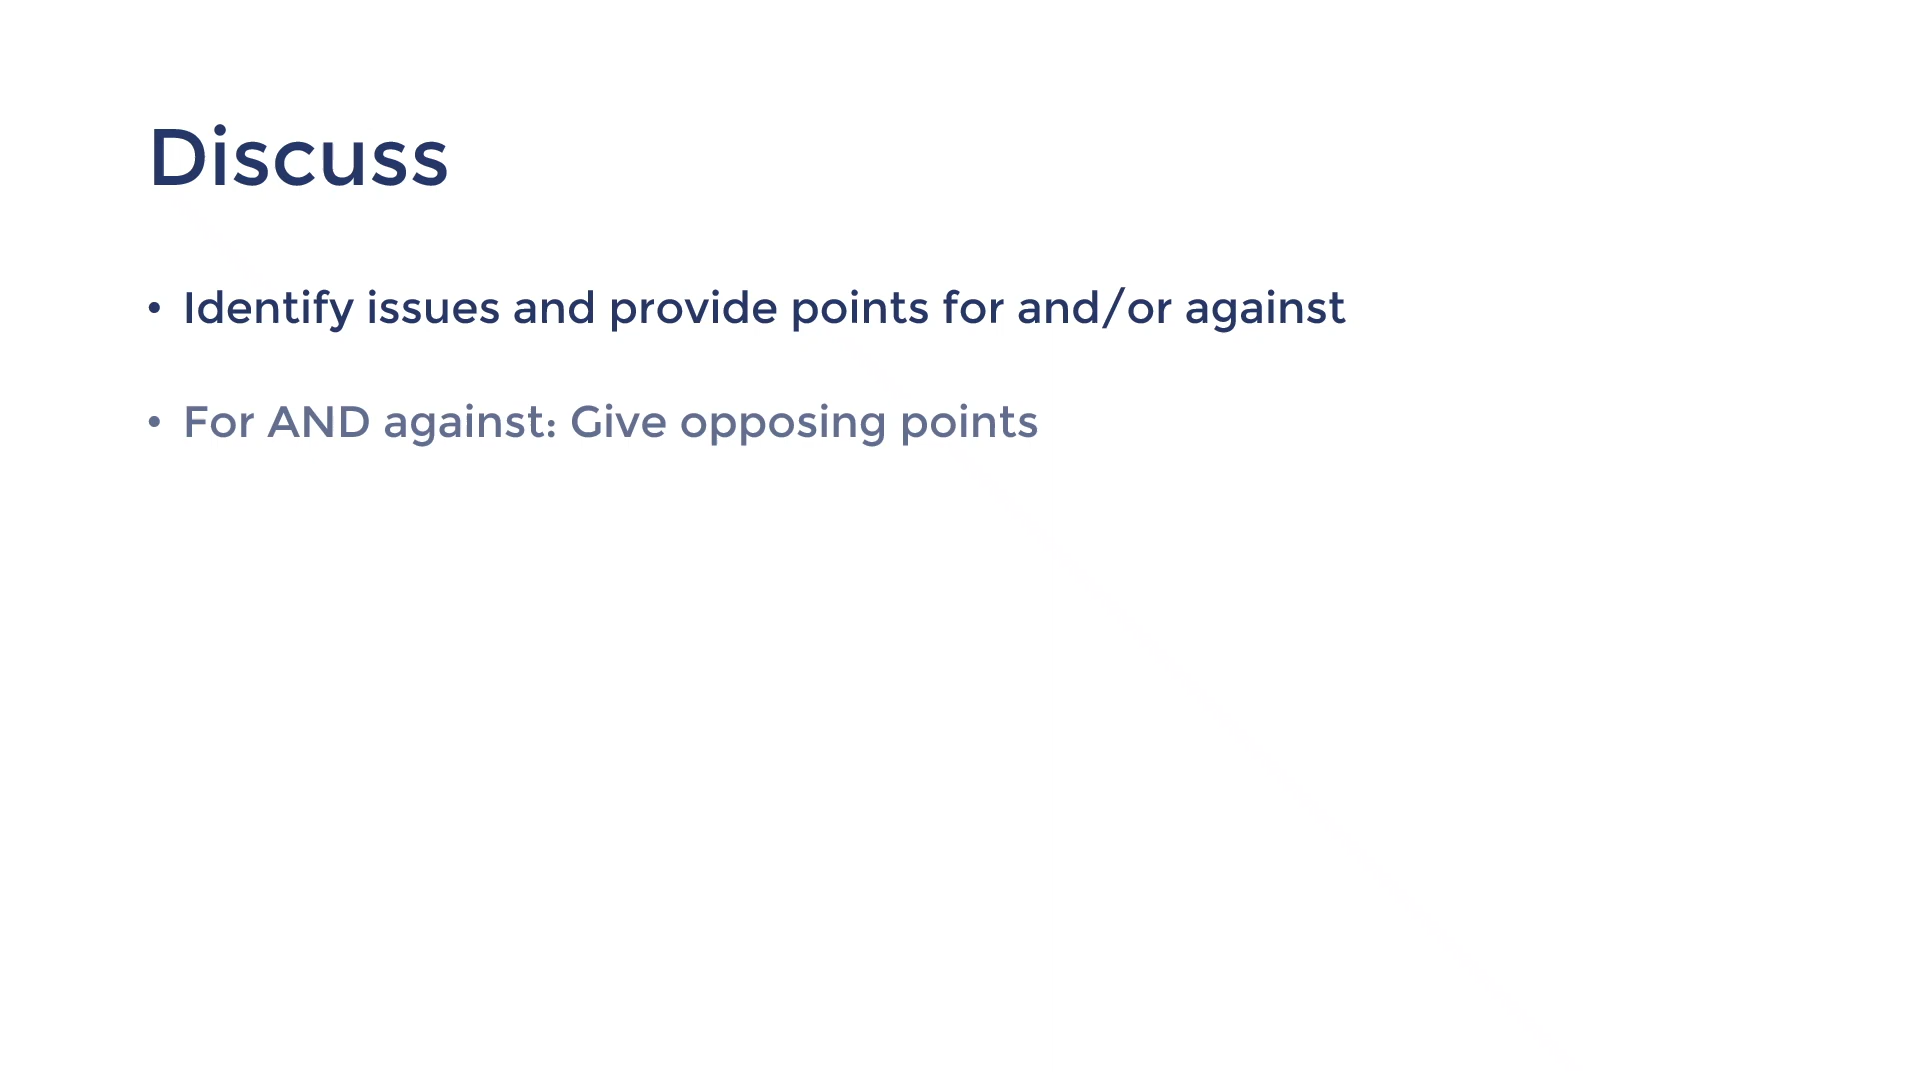 Discuss
• Identify issues and provide points for and/or against
• For AND against: Give opposing points